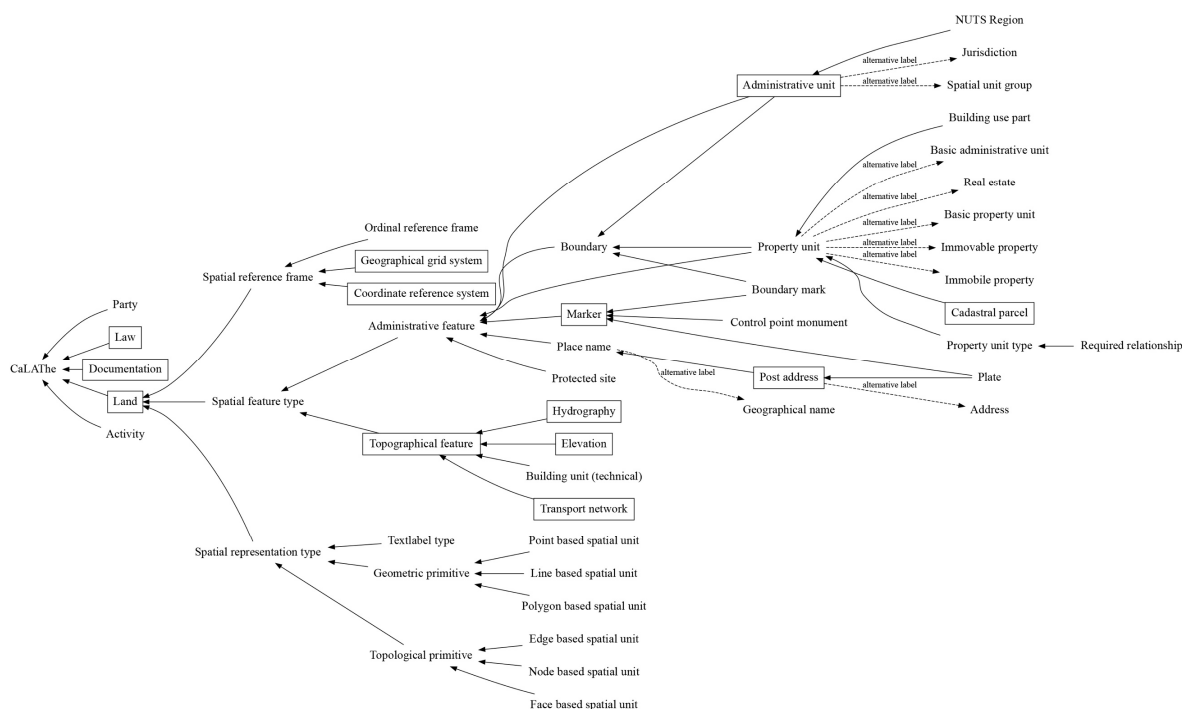 NUTS Region
Jurisdiction
alternative label
Administrative unit
alternative label
Spatial unit group
Building use part
Basic administrative unit
alternative label
Real estate
alternative label
Basic property unit
alternative label
Ordinal reference frame
Boundary
Property unit
alternative label
Immovable property
alternative label
Geographical grid system
Spatial reference frame
Immobile property
Coordinate reference system
Boundary mark
Party
Marker
Cadastral parcel
Administrative feature
Control point monument
Law
Place name
Property unit type
Required relationship
CaLAThe
Documentation
alternative label
Post address
Plate
Protected site
alternative label
Land
Spatial feature type
Geographical name
Address
Hydrography
Activity
Topographical feature
Elevation
Building unit (technical)
Transport network
Textlabel type
Point based spatial unit
Spatial representation type
Geometric primitive
Line based spatial unit
Polygon based spatial unit
Edge based spatial unit
Topological primitive
Node based spatial unit
Face based spatial unit